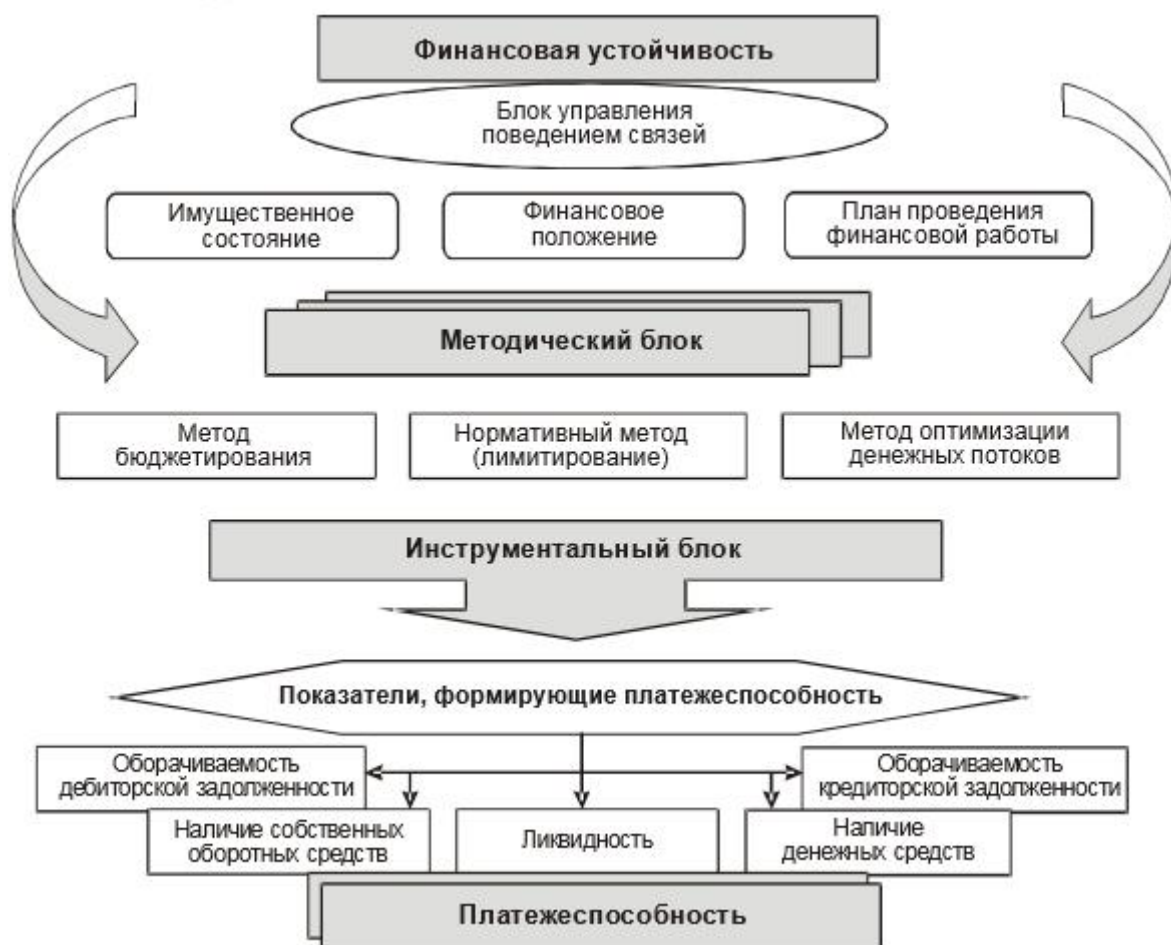 Финансовая устойчивость
Блок управления
поведением связей
Имущественное
состояние
Финансовое
положение
План проведения
финансовой работы
Методический блок
Метод
бюджетирования
Нормативный метод
(лимитирование)
Метод оптимизации
денежных потоков
Инструментальный блок
Показатели, формирующие платежеспособность
Оборачиваемость
дебиторской задолженности
Оборачиваемость
кредиторской задолженности
Наличие собственных
оборотных средств
Ликвидность
Наличие
денежных средств
Платежеспособность